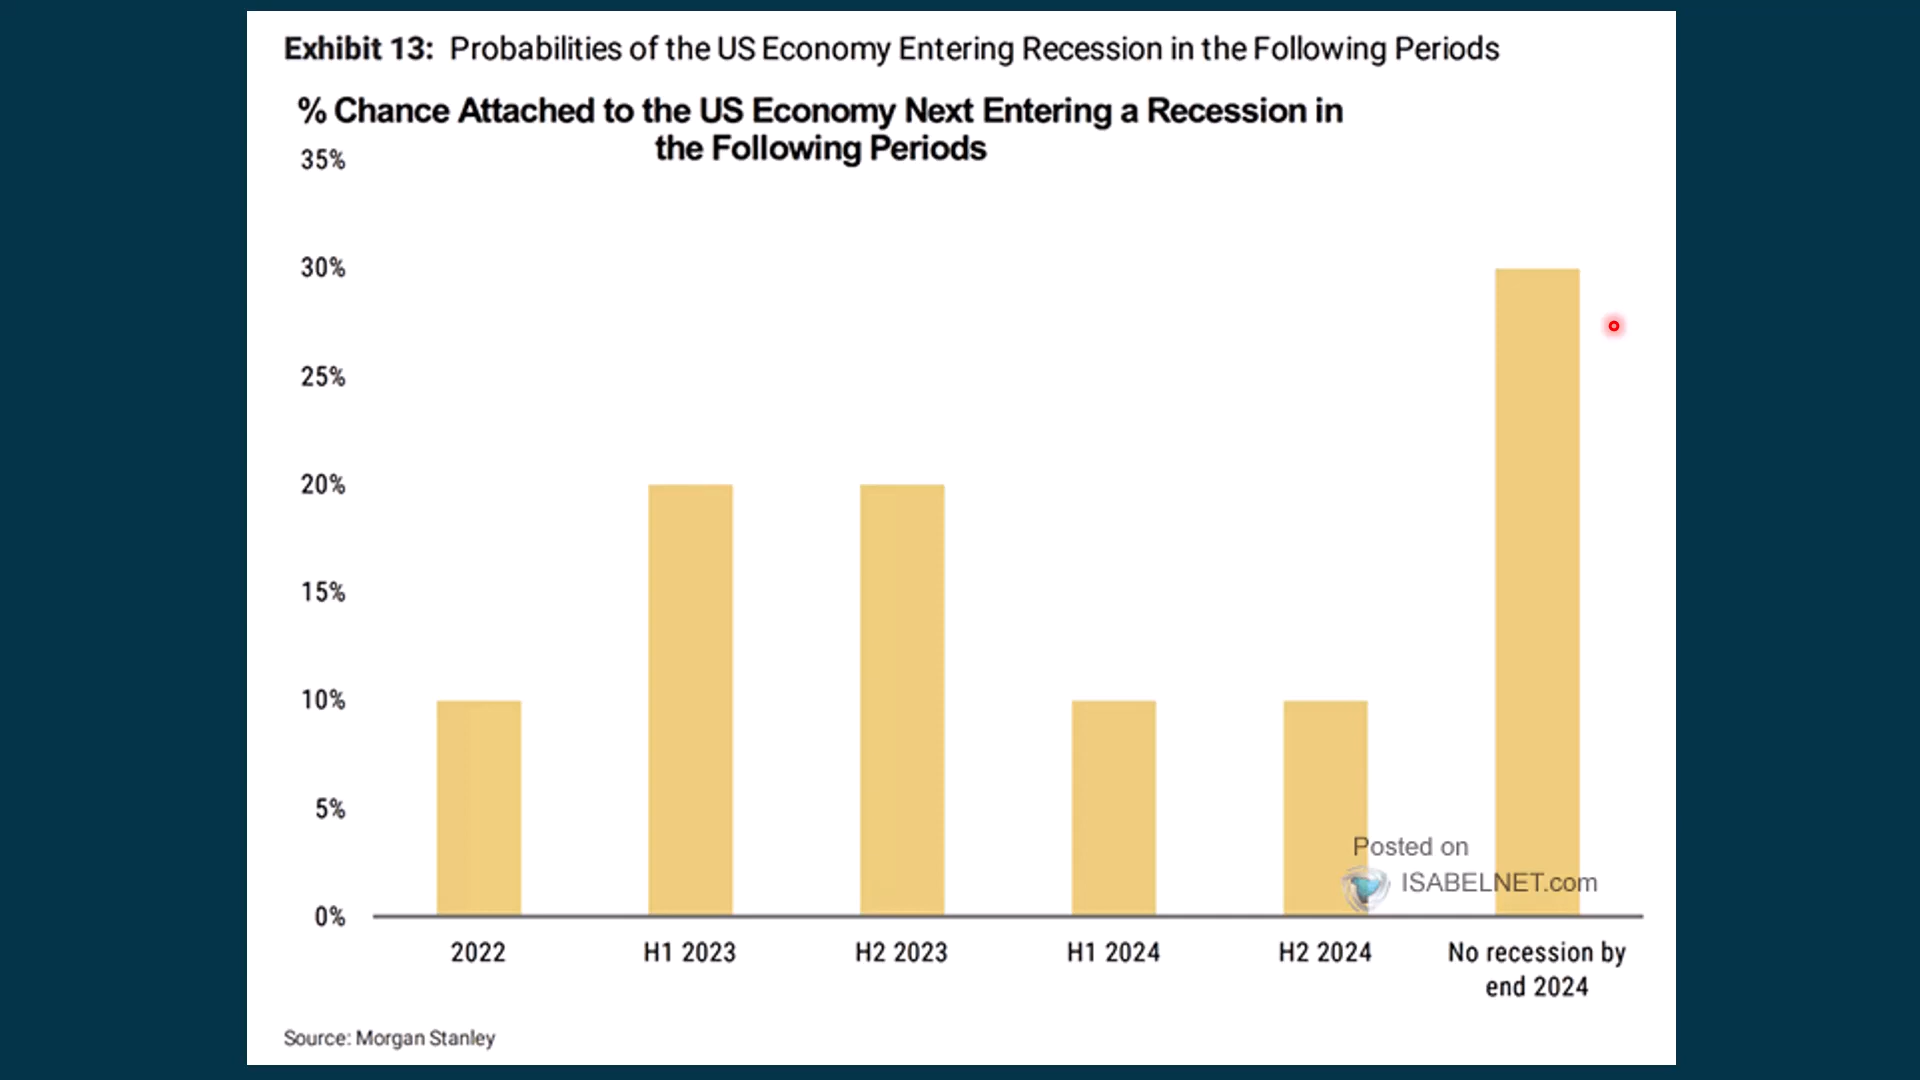 Exhibit 13: Probabilities of the US Economy Entering Recession in the Following Periods
% Chance Attached to the US Economy Next Entering a Recession in
the Following Periods
35%
30%
25%
20%
15%
10%
5%
0%
Posted on
ISABELNET.com
2022
H1 2023
H2 2023
H1 2024
H2 2024
No recession by
end 2024
Source: Morgan Stanley